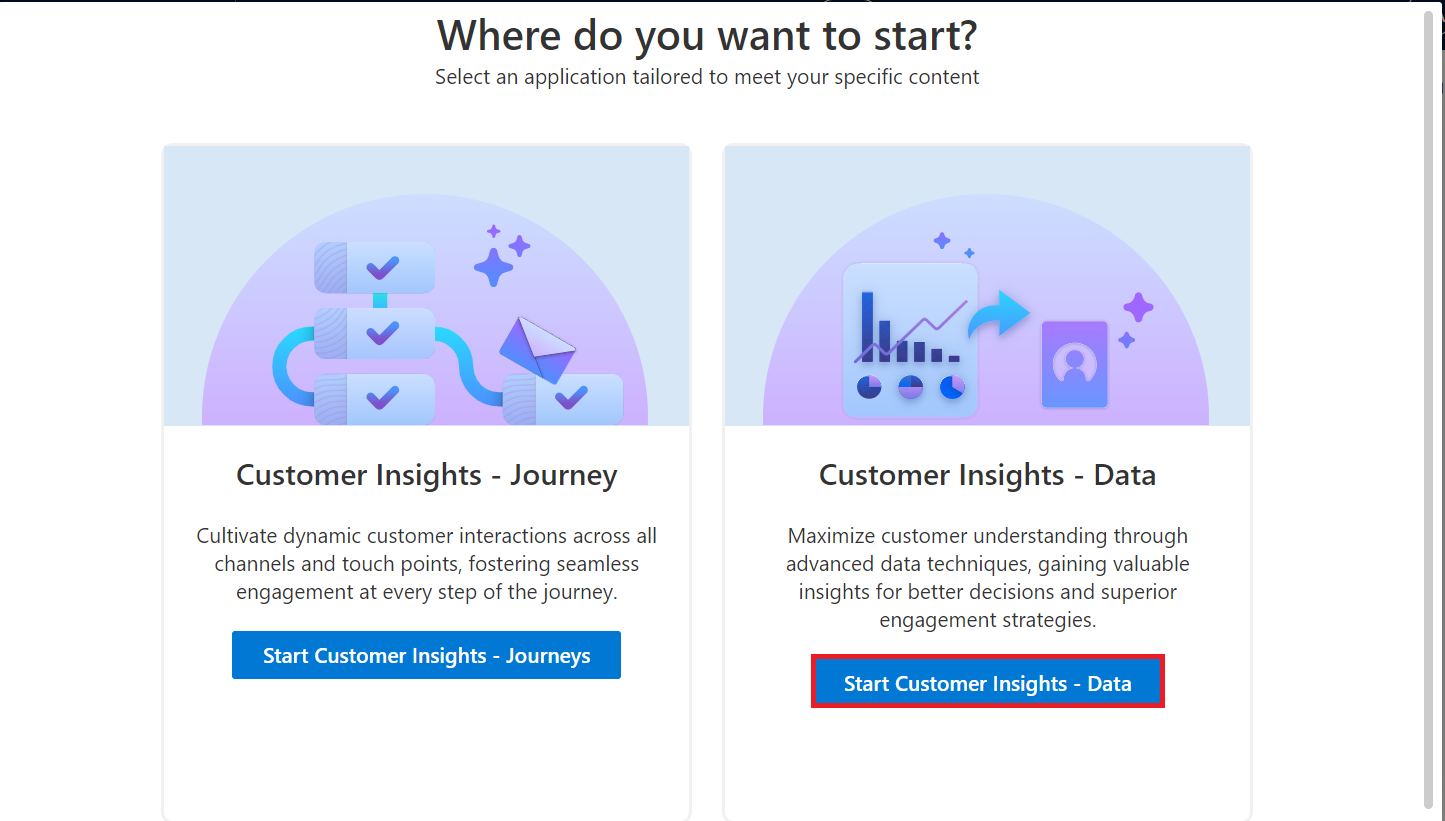 Where do you want to start?
Select an application tailored to meet your specific content
Customer Insights - Journey
Cultivate dynamic customer interactions across all
channels and touch points, fostering seamless
engagement at every step of the journey.
Start Customer Insights - Journeys
Customer Insights - Data
Maximize customer understanding through
advanced data techniques, gaining valuable
insights for better decisions and superior
engagement strategies.
Start Customer Insights - Data